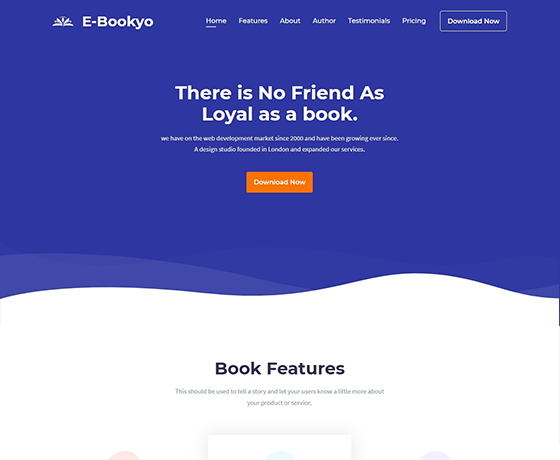 E-Bookyo
Home Features About Author Testimonials Pricing Download Now
There is No Friend As
Loyal as a book.
we have on the web development market since 2000 and have been growing ever since.
A design studio founded in London and expanded our services.
Download Now
Book Features
This should be used to tell a story and let your users know a little more about
your product or service.